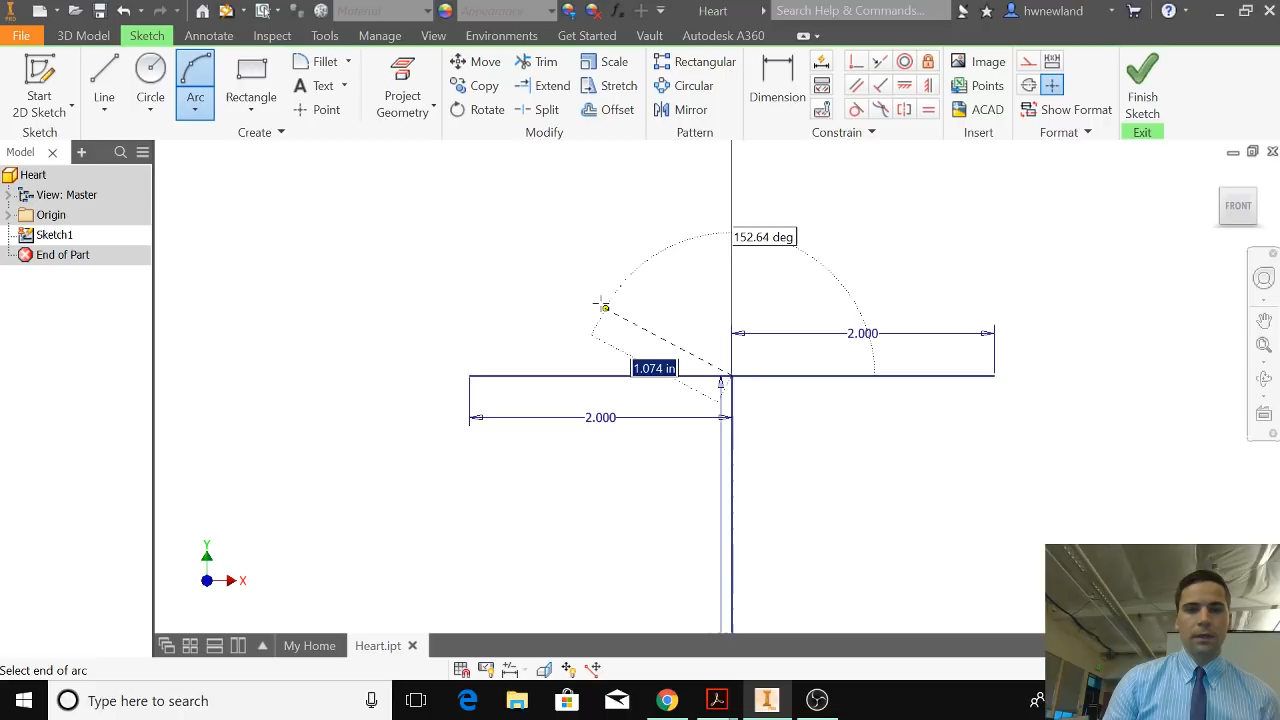 PRO Material Appearance Heart Search Help & Commands... hwnewland
File 3D Model Sketch Annotate Inspect Tools Manage View Environments Get Started Vault Autodesk A360
Start 2D Sketch Line Circle Arc Rectangle Fillet Text Point Move Copy Rotate Trim Extend Split Scale Stretch Offset Project Geometry Rectangular Circular Mirror Dimension Image Points ACAD Show Format Finish Sketch
Sketch Create Modify Pattern Constrain Insert Format Exit
Model
Heart
View: Master
Origin
Sketch1
End of Part
FRONT
152.64 deg
2.000
1.074 in
2.000
Y
X
My Home Heart.ipt
Select end of arc
Type here to search